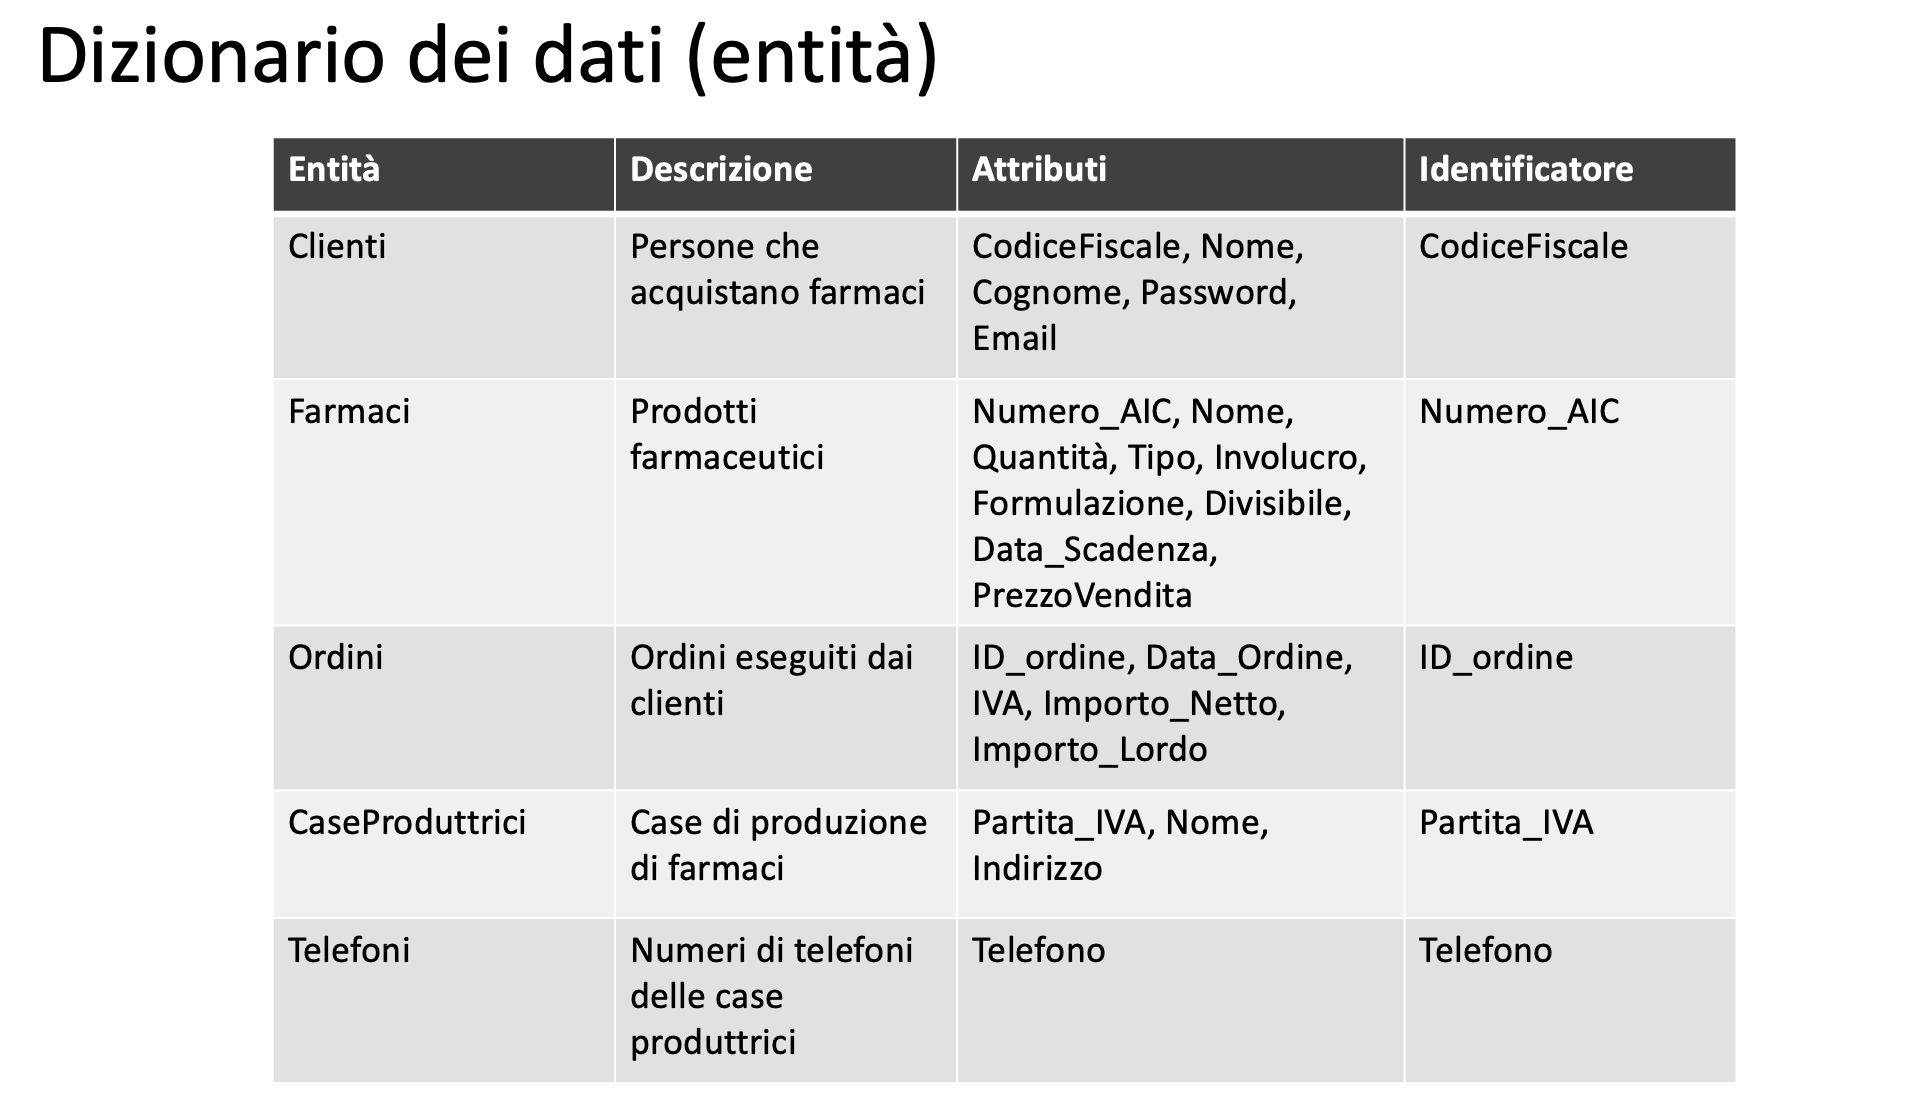 Dizionario dei dati (entità)
Entità
Descrizione
Attributi
Identificatore
Clienti
Persone che
acquistano farmaci
CodiceFiscale, Nome,
Cognome, Password,
Email
CodiceFiscale
Farmaci
Prodotti
farmaceutici
Numero_AIC, Nome,
Quantità, Tipo, Involucro,
Formulazione, Divisibile,
Data_Scadenza,
PrezzoVendita
Numero_AIC
Ordini
Ordini eseguiti dai
clienti
ID_ordine, Data_Ordine,
IVA, Importo_Netto,
Importo_Lordo
ID_ordine
CaseProduttrici
Case di produzione
di farmaci
Partita_IVA, Nome,
Indirizzo
Partita_IVA
Telefoni
Numeri di telefoni
delle case
produttrici
Telefono
Telefono